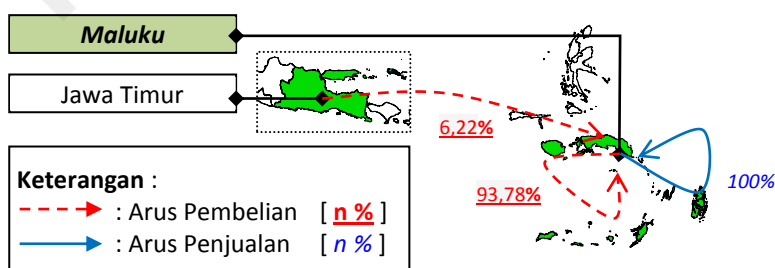 Maluku
Jawa Timur
6,22%
93,78%
100%
Keterangan :
: Arus Pembelian [ n % ]
: Arus Penjualan [ n % ]